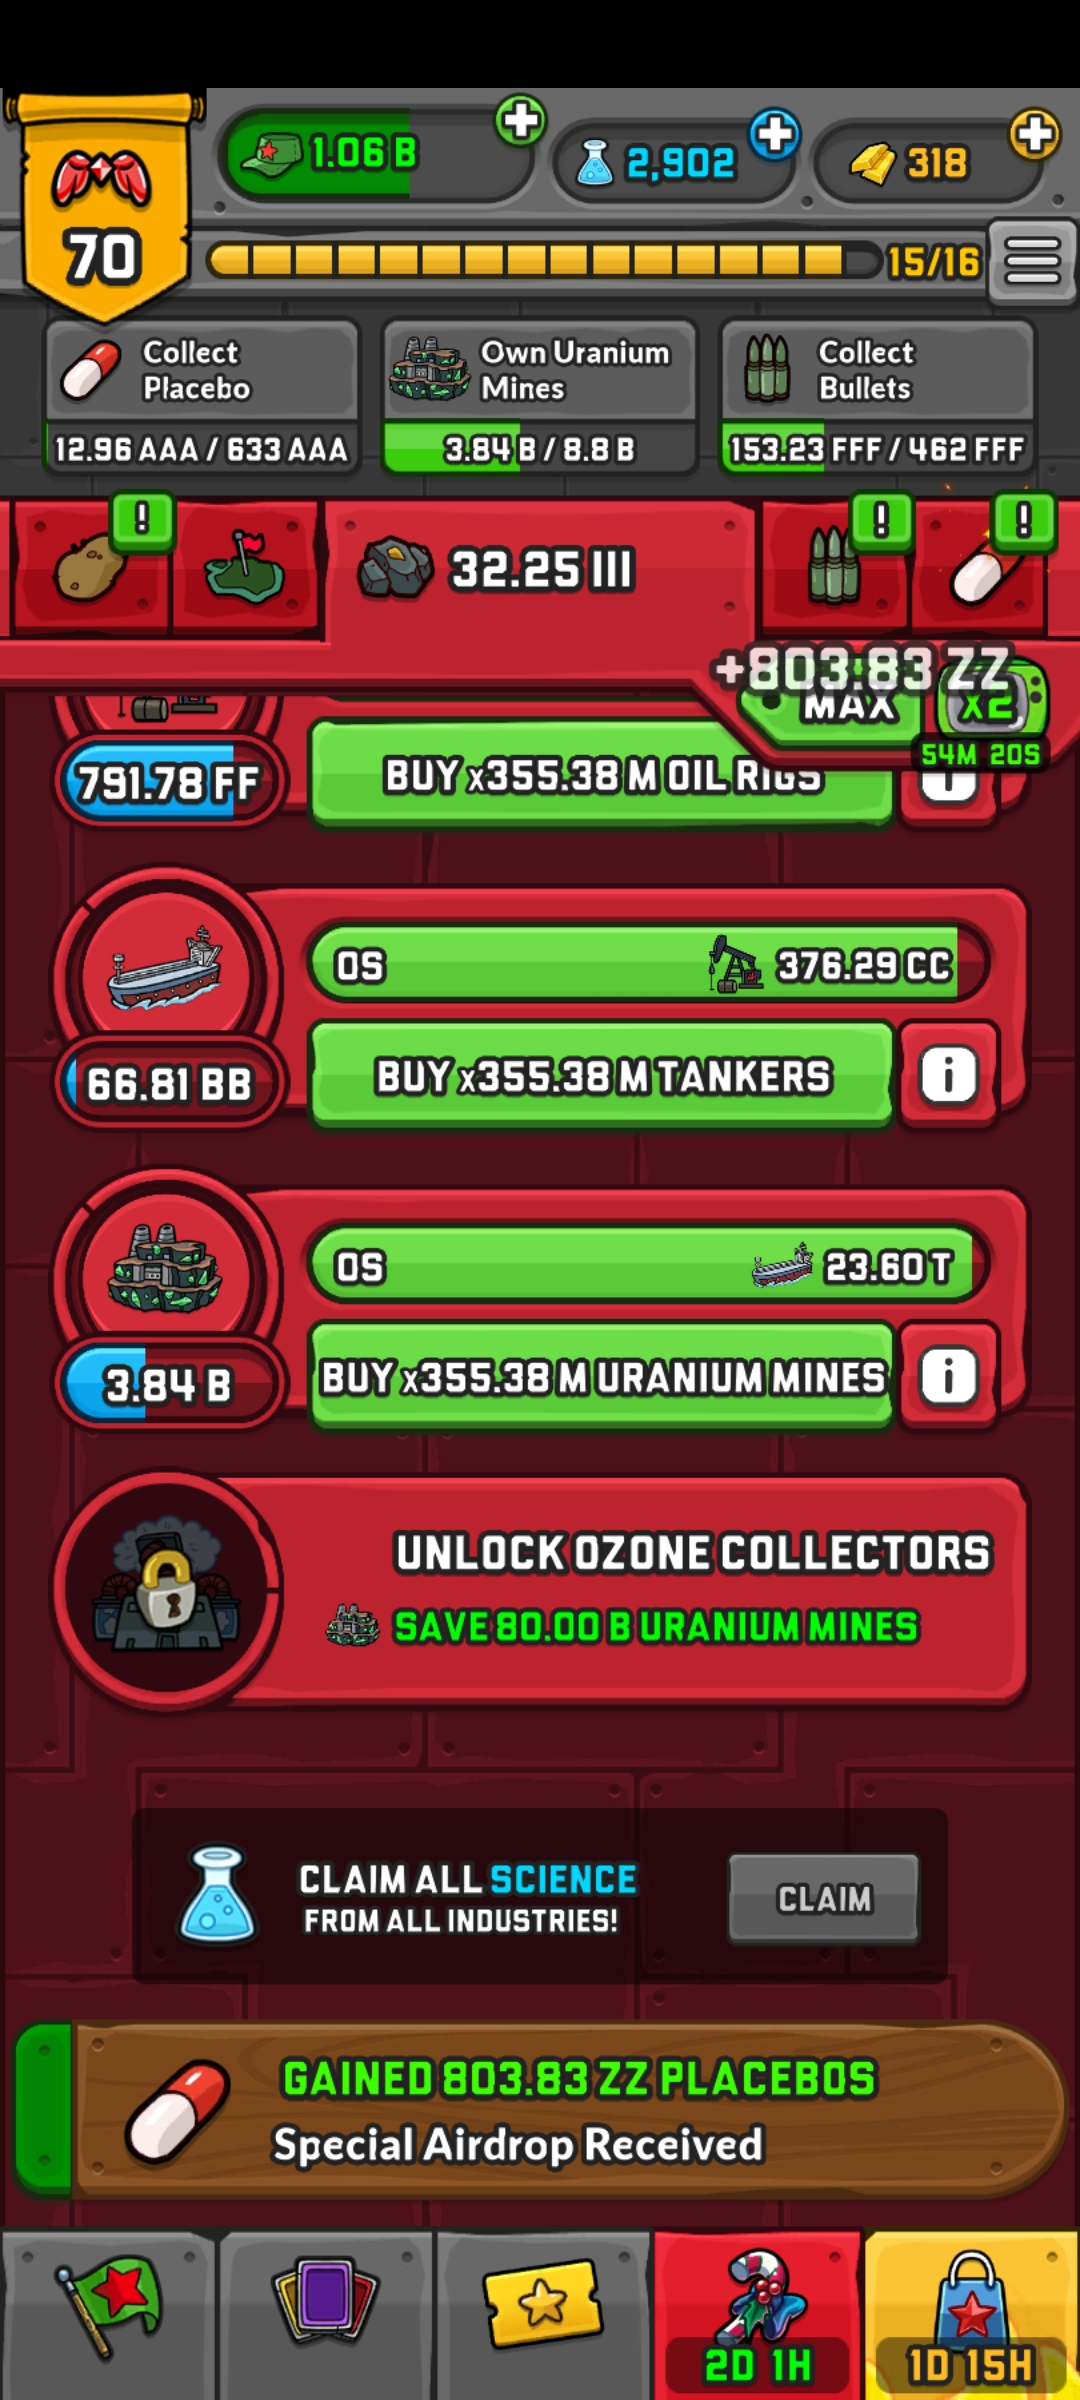 1.06 B
2,902
318
70
15/16
Collect
Placebo
Own Uranium
Mines
Collect
Bullets
12.96 AAA / 633 AAA
3.84 B / 8.8 B
153.23 FFF / 462 FFF
!
!
!
32.25 III
+803.83 ZZ
MAX
x2
54M 20S
791.78 FF
BUY x355.38 M OIL RIGS
0S
376.29 CC
66.81 BB
BUY x355.38 M TANKERS
i
0S
23.60 T
3.84 B
BUY x355.38 M URANIUM MINES
i
UNLOCK OZONE COLLECTORS
SAVE 80.00 B URANIUM MINES
CLAIM ALL SCIENCE
FROM ALL INDUSTRIES!
CLAIM
GAINED 803.83 ZZ PLACEBOS
Special Airdrop Received
2D 1H
1D 15H